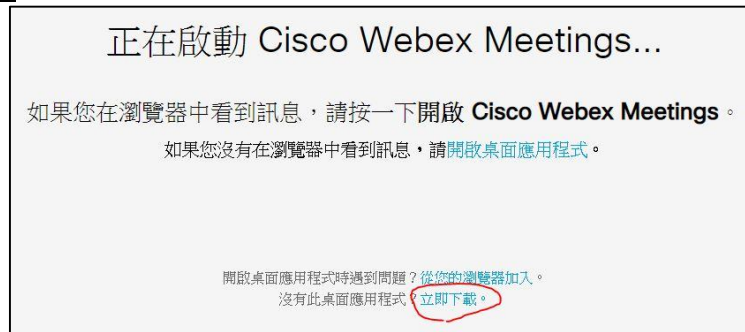 正在啟動 Cisco Webex Meetings...
如果您在瀏覽器中看到訊息，請按一下開啟 Cisco Webex Meetings。
如果您沒有在瀏覽器中看到訊息，請開啟桌面應用程式。
開啟桌面應用程式時遇到問題？從您的瀏覽器加入。
沒有此桌面應用程式？立即下載。